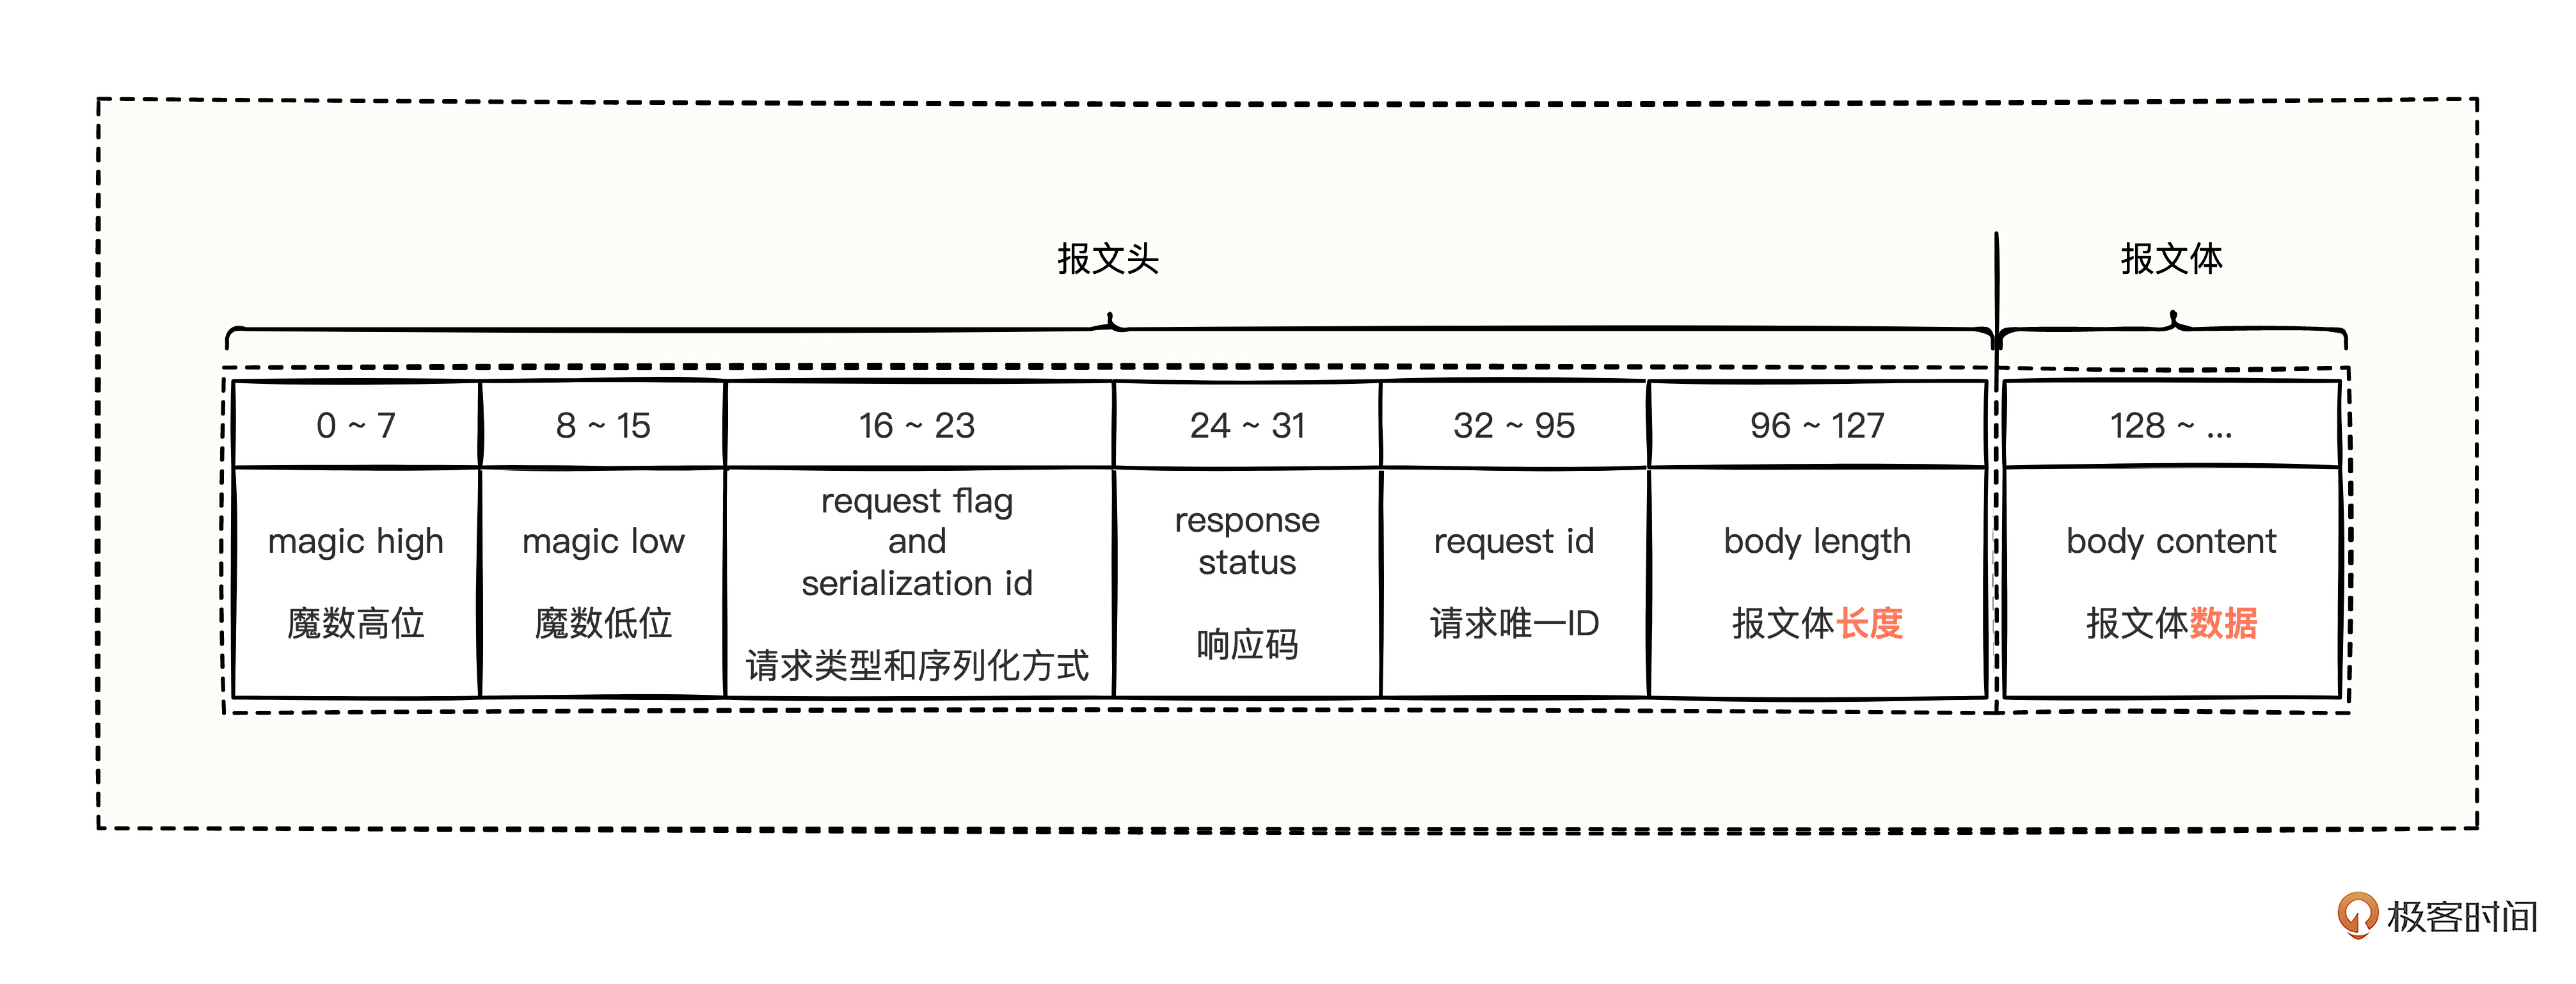 报文头
报文体
0 ~ 7
8 ~ 15
16 ~ 23
24 ~ 31
32 ~ 95
96 ~ 127
128 ~ ...
magic high
魔数高位
magic low
魔数低位
request flag
and
serialization id
请求类型和序列化方式
response
status
响应码
request id
请求唯一ID
body length
报文体长度
body content
报文体数据
极客时间